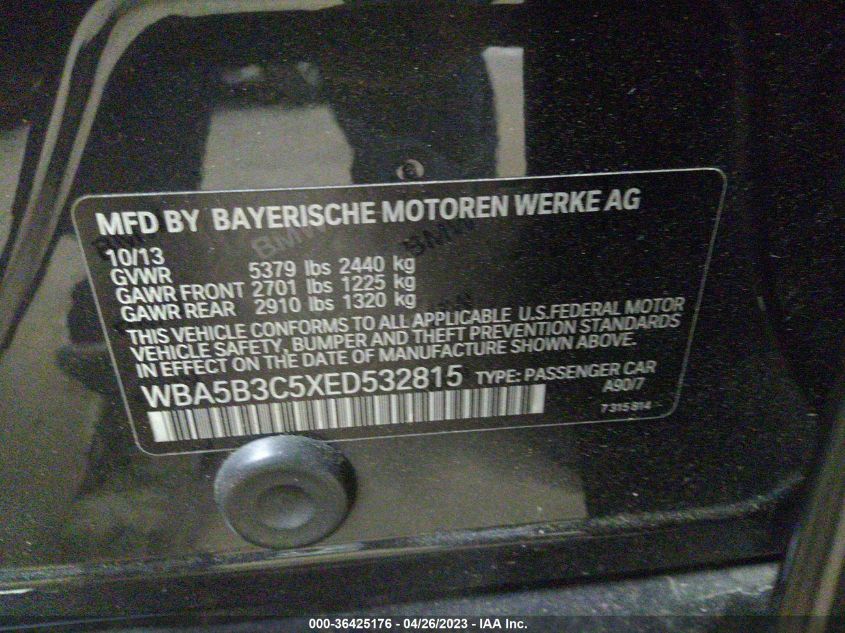 MFD BY BAYERISCHE MOTOREN WERKE AG
10/13
GVWR 5379 lbs 2440 kg
GAWR FRONT 2701 lbs 1225 kg
GAWR REAR 2910 lbs 1320 kg
THIS VEHICLE CONFORMS TO ALL APPLICABLE U.S.FEDERAL MOTOR
VEHICLE SAFETY, BUMPER AND THEFT PREVENTION STANDARDS
IN EFFECT ON THE DATE OF MANUFACTURE SHOWN ABOVE.
WBA5B3C5XED532815 TYPE: PASSENGER CAR
A90/7
7 315 814
BMW BMW BMW
000-36425176 - 04/26/2023 - IAA Inc.